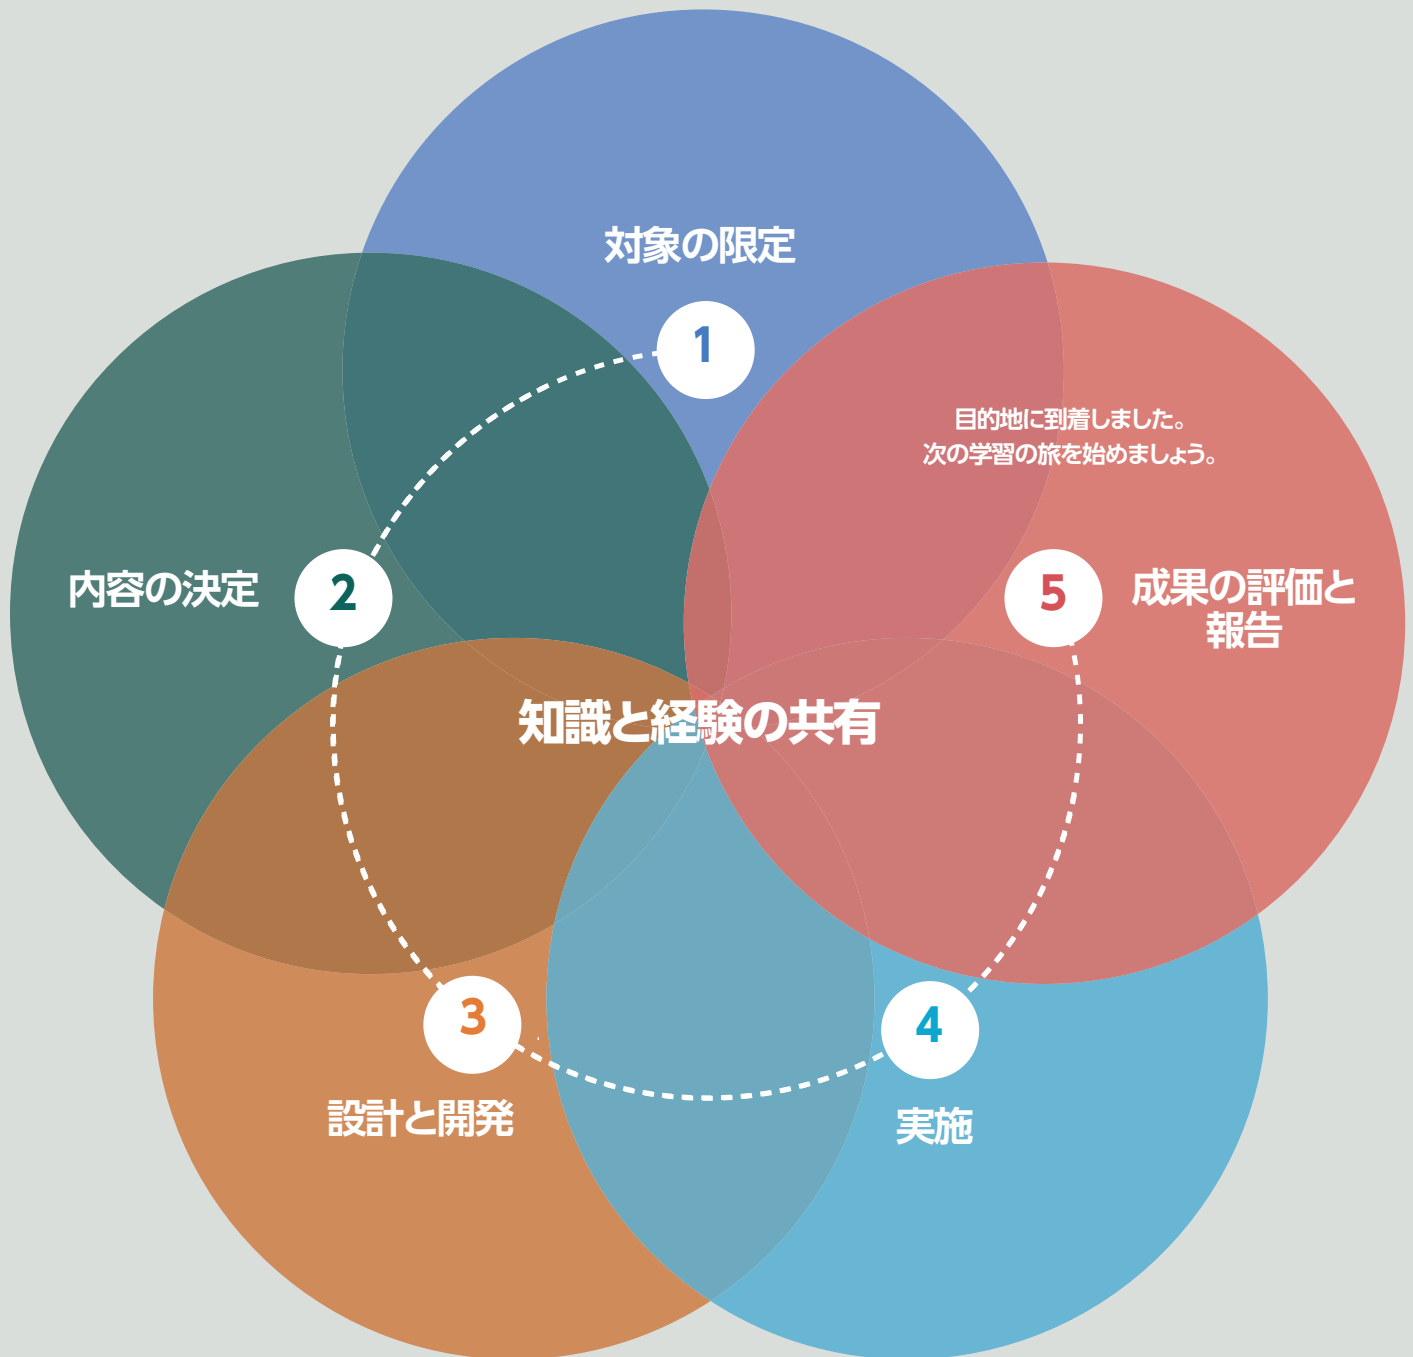 対象の限定
1
目的地に到着しました。
次の学習の旅を始めましょう。
内容の決定
2
5
成果の評価と
報告
知識と経験の共有
3
4
設計と開発
実施